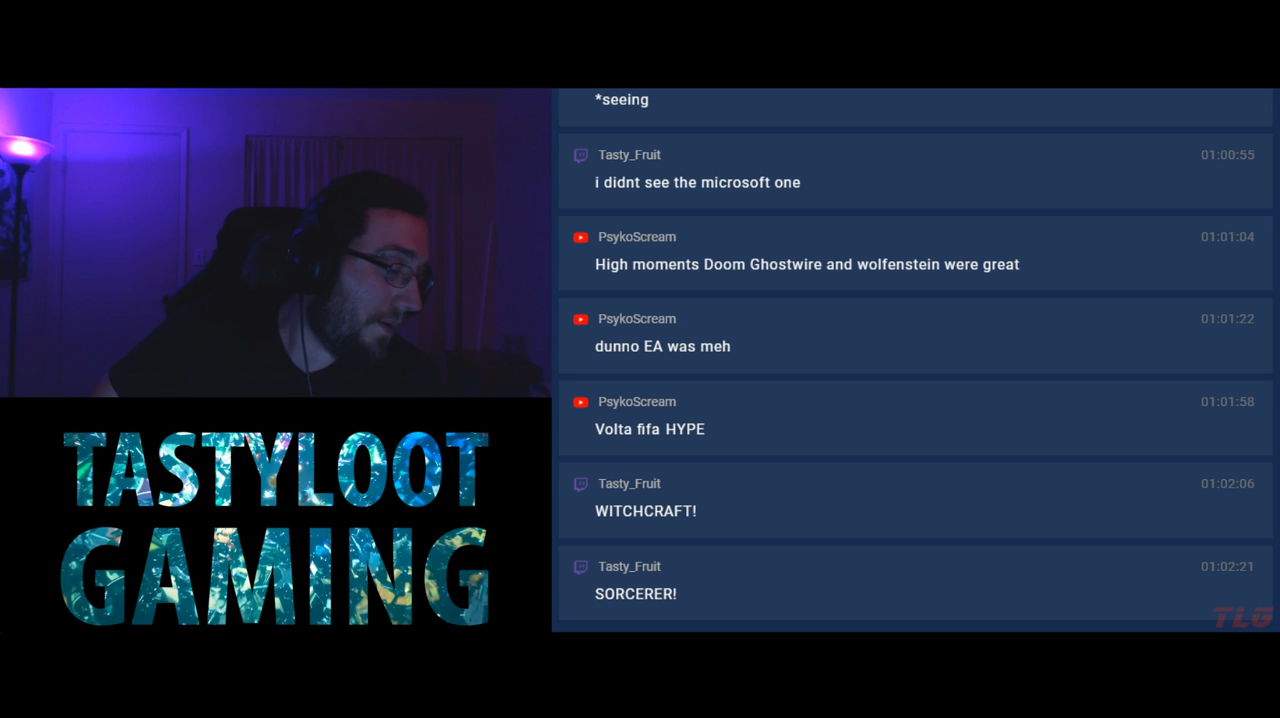 *seeing
Tasty_Fruit 01:00:55
i didnt see the microsoft one
PsykoScream 01:01:04
High moments Doom Ghostwire and wolfenstein were great
PsykoScream 01:01:22
dunno EA was meh
PsykoScream 01:01:58
Volta fifa HYPE
Tasty_Fruit 01:02:06
WITCHCRAFT!
Tasty_Fruit 01:02:21
SORCERER!
TLG
TASTYLOOT
GAMING